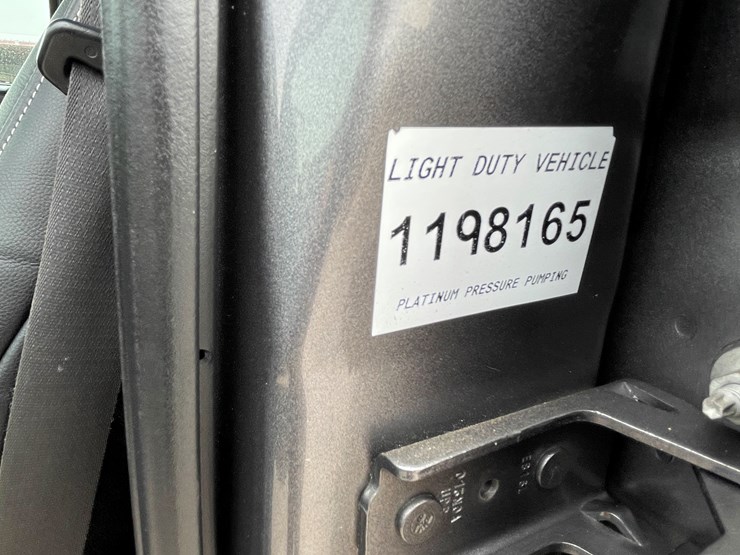 LIGHT DUTY VEHICLE
1198165
PLATINUM PRESSURE PUMPING